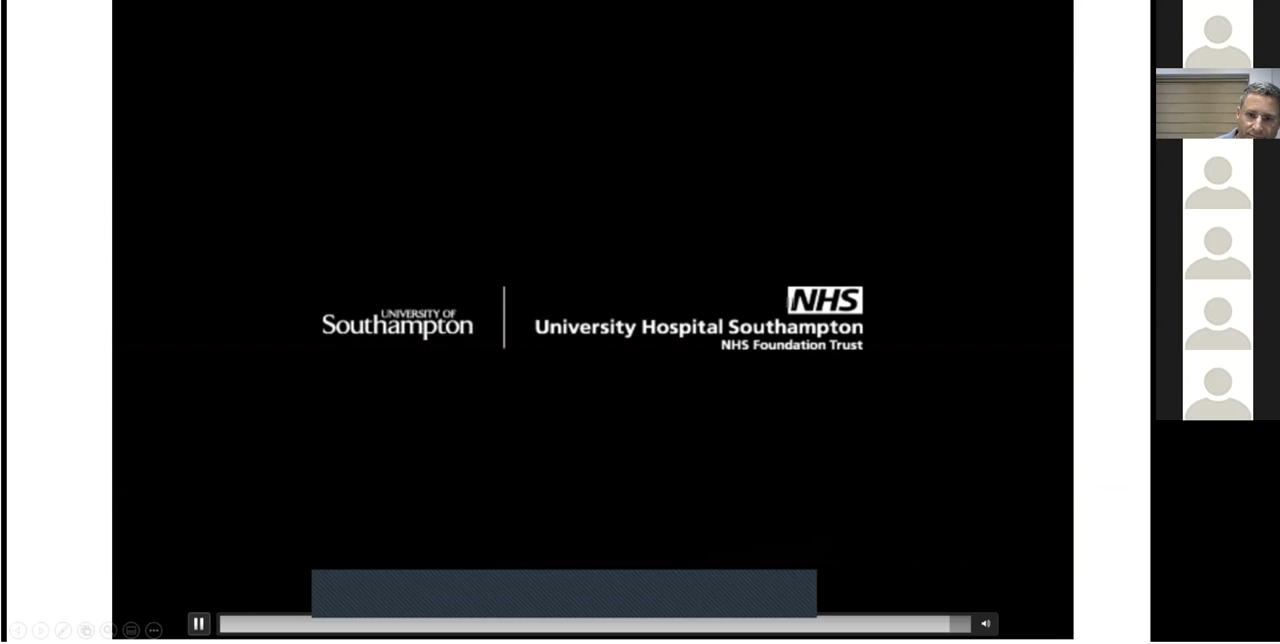 UNIVERSITY OF
Southampton
NHS
University Hospital Southampton
NHS Foundation Trust